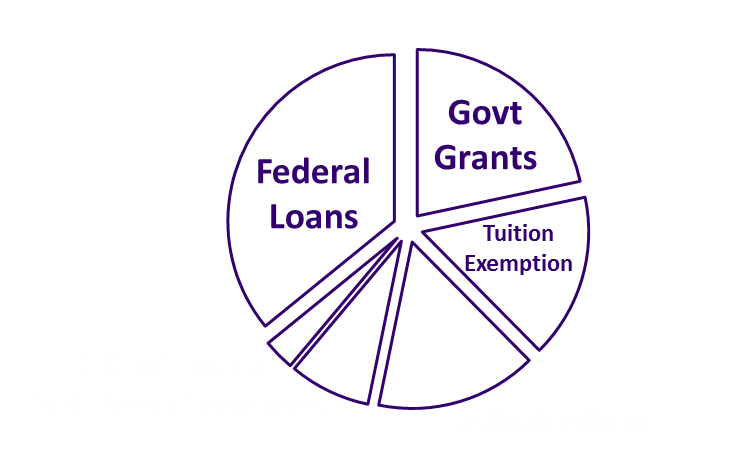 Govt
Grants
Federal
Loans
Tuition
Exemption